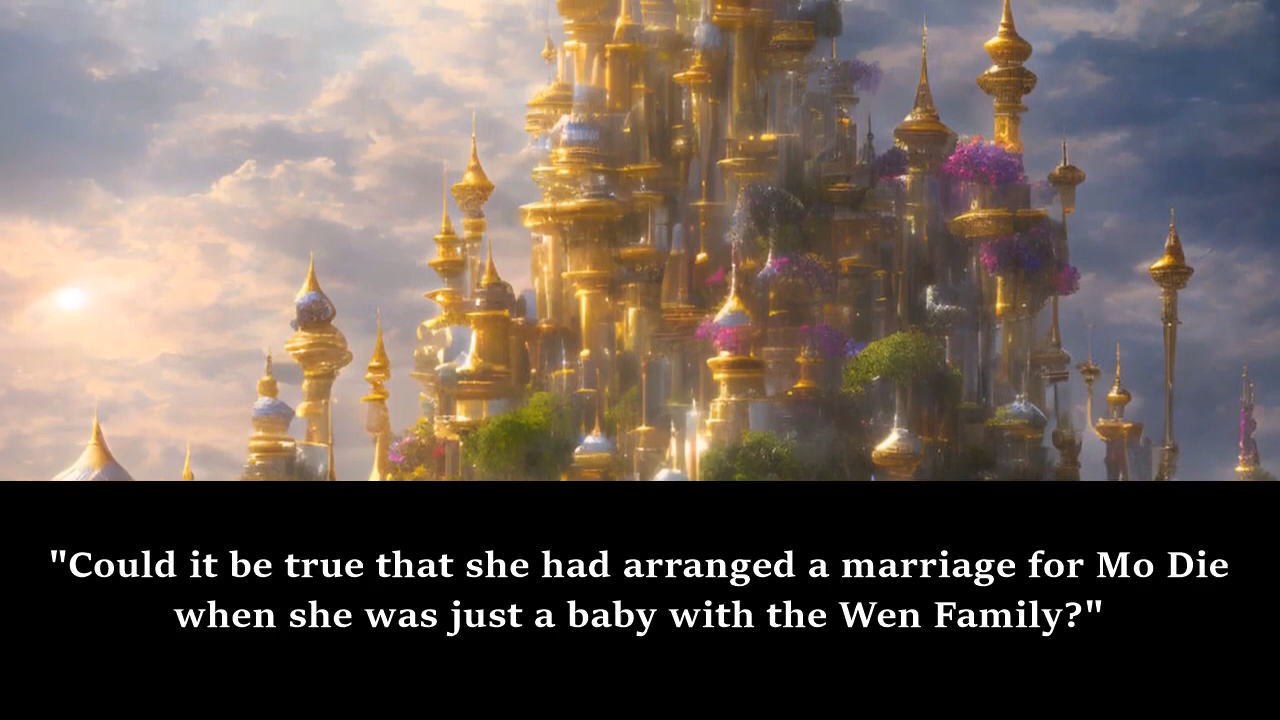 "Could it be true that she had arranged a marriage for Mo Die
when she was just a baby with the Wen Family?"